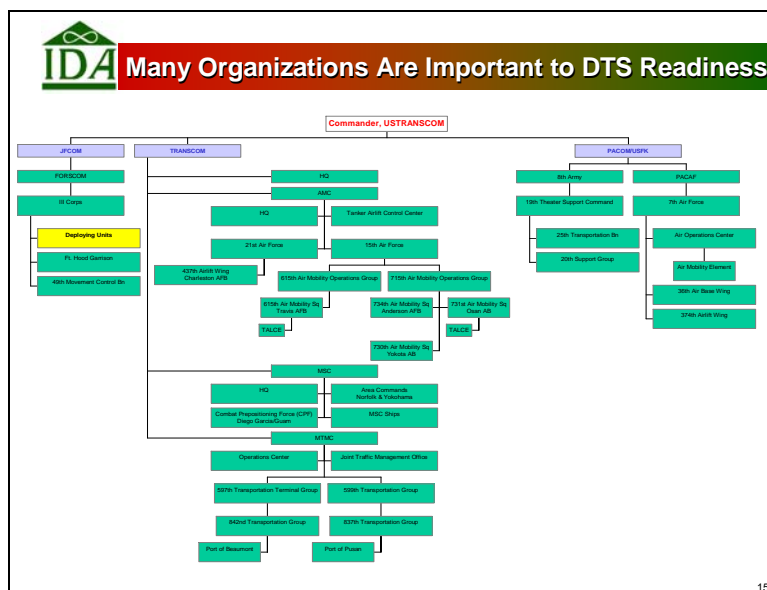 IDA
Many Organizations Are Important to DTS Readiness
Commander, USTRANSCOM
JFCOM
TRANSCOM
PACOM/USFK
FORSCOM
III Corps
Deploying Units
Ft. Hood Garrison
49th Movement Control Bn
HQ
AMC
HQ
Tanker Airlift Control Center
21st Air Force
15th Air Force
437th Airlift Wing
Charleston AFB
615th Air Mobility Operations Group
715th Air Mobility Operations Group
615th Air Mobility Sq
Travis AFB
TALCE
734th Air Mobility Sq
Anderson AFB
731st Air Mobility Sq
Osan AB
TALCE
730th Air Mobility Sq
Yokota AB
MSC
HQ
Area Commands
Norfolk & Yokohama
Combat Prepositioning Force (CPF)
Diego Garcia/Guam
MSC Ships
MTMC
Operations Center
Joint Traffic Management Office
597th Transportation Terminal Group
599th Transportation Group
842nd Transportation Group
837th Transportation Group
Port of Beaumont
Port of Pusan
8th Army
PACAF
19th Theater Support Command
7th Air Force
25th Transportation Bn
20th Support Group
Air Operations Center
Air Mobility Element
36th Air Base Wing
374th Airlift Wing
15